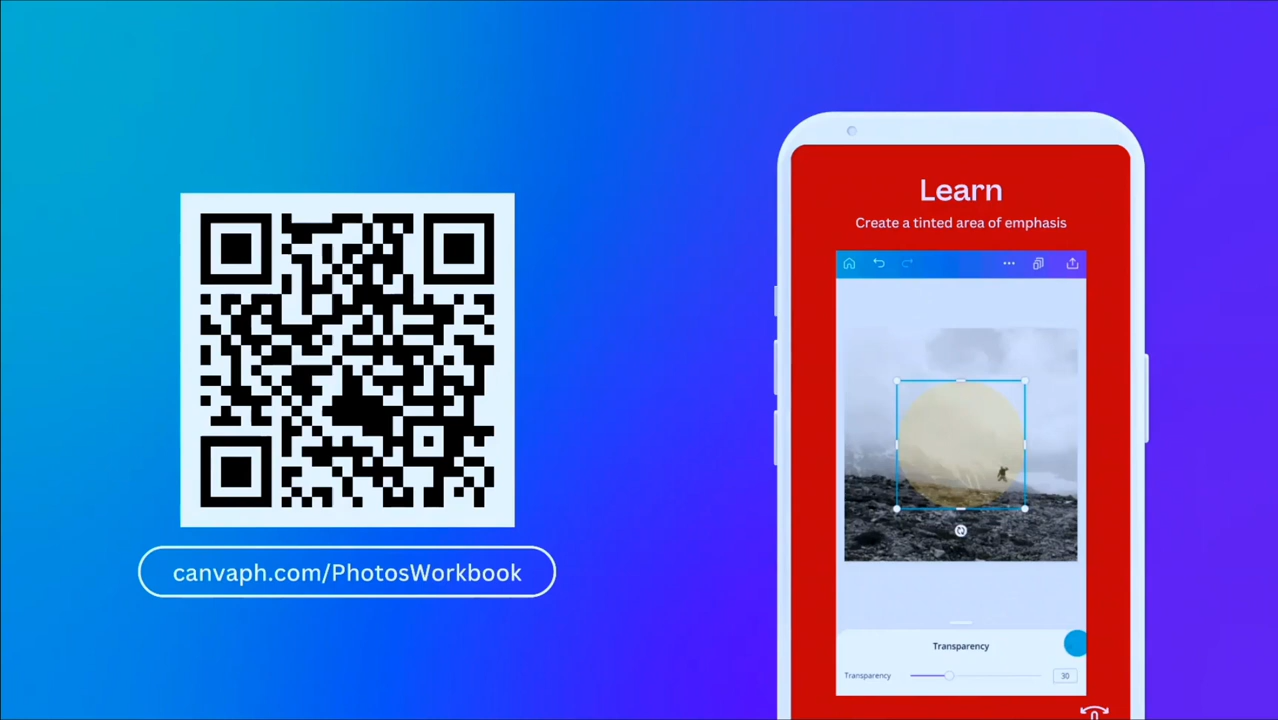 canvaph.com/PhotosWorkbook
Learn
Create a tinted area of emphasis
Transparency
Transparency 30